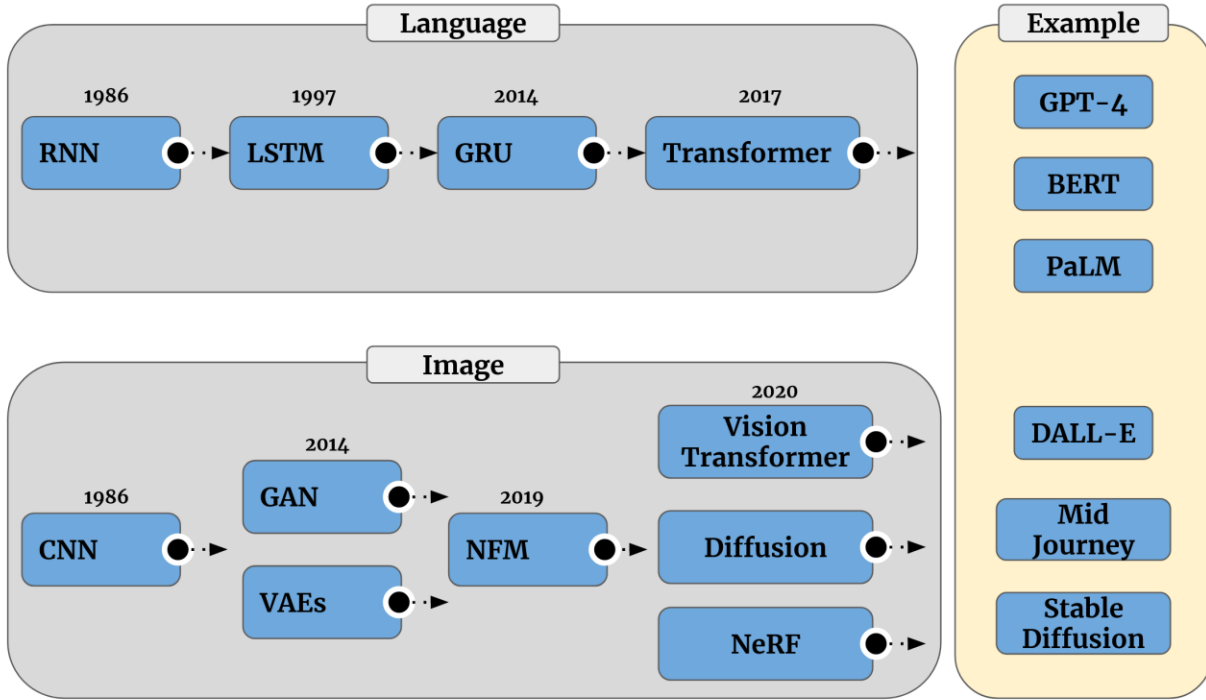 Language
1986
1997
2014
2017
RNN
LSTM
GRU
Transformer
Image
1986
2014
2019
2020
CNN
GAN
VAEs
NFM
Vision
Transformer
Diffusion
NeRF
Example
GPT-4
BERT
PaLM
DALL-E
Mid
Journey
Stable
Diffusion